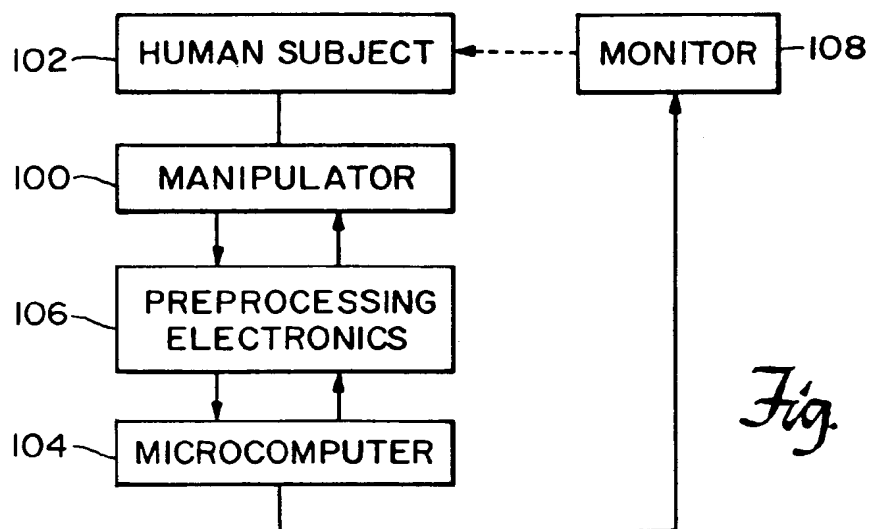 102 HUMAN SUBJECT MONITOR 108
100 MANIPULATOR
106 PREPROCESSING
ELECTRONICS
Fig.
104 MICROCOMPUTER